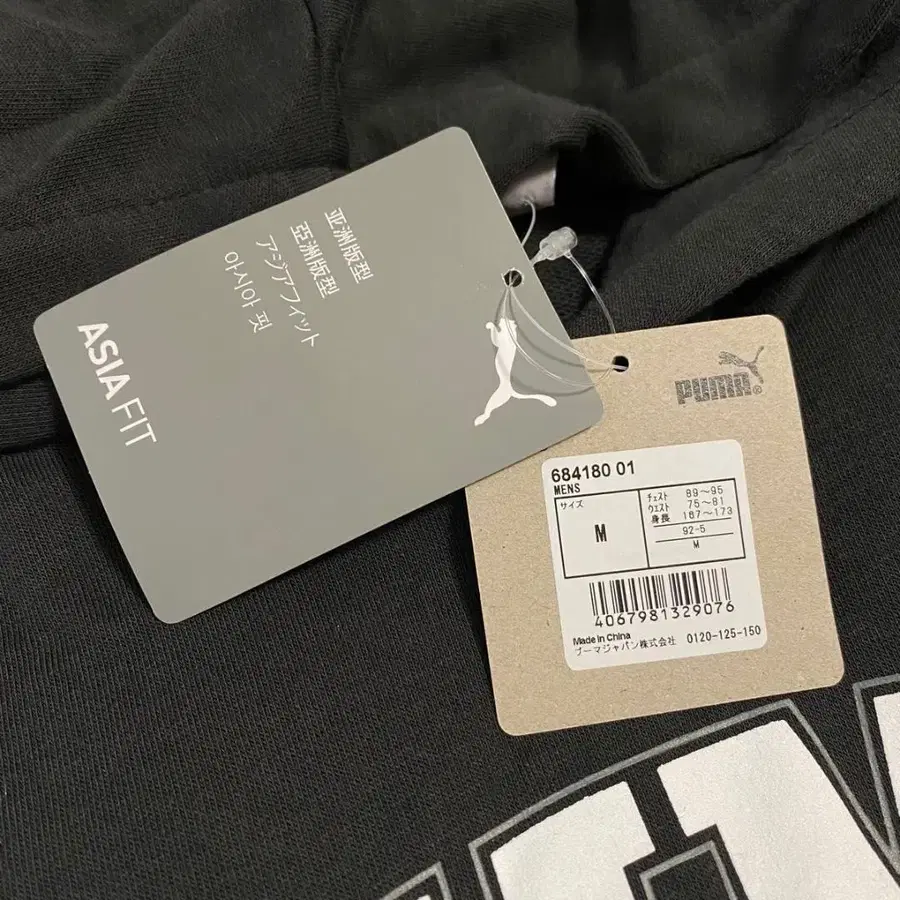 亚洲版型
亞洲版型
アジアフィット
아시아 핏
ASIA FIT
PUMA®
684180 01
MENS
サイズ
M
チェスト 89~95
ウエスト 75~81
身長 167~173
92-5
M
4067981329076
Made in China
プーマジャパン株式会社 0120-125-150